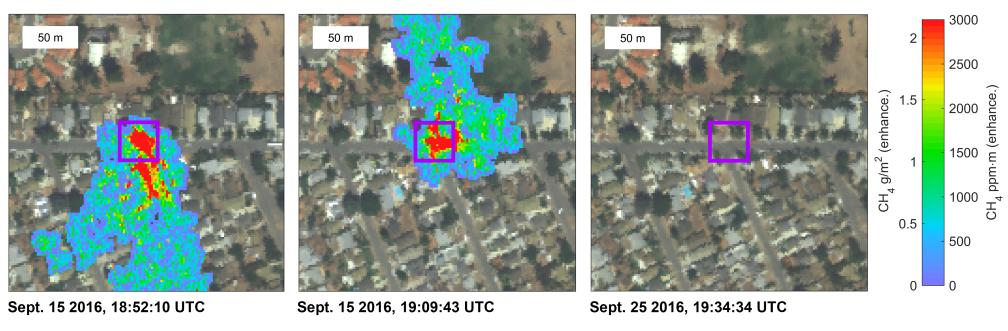 50 m
50 m
50 m
Sept. 15 2016, 18:52:10 UTC
Sept. 15 2016, 19:09:43 UTC
Sept. 25 2016, 19:34:34 UTC
CH4 g/m² (enhance.)
2
1.5
1
0.5
0
3000
2500
2000
1500
1000
500
0
CH4 ppm·m (enhance.)